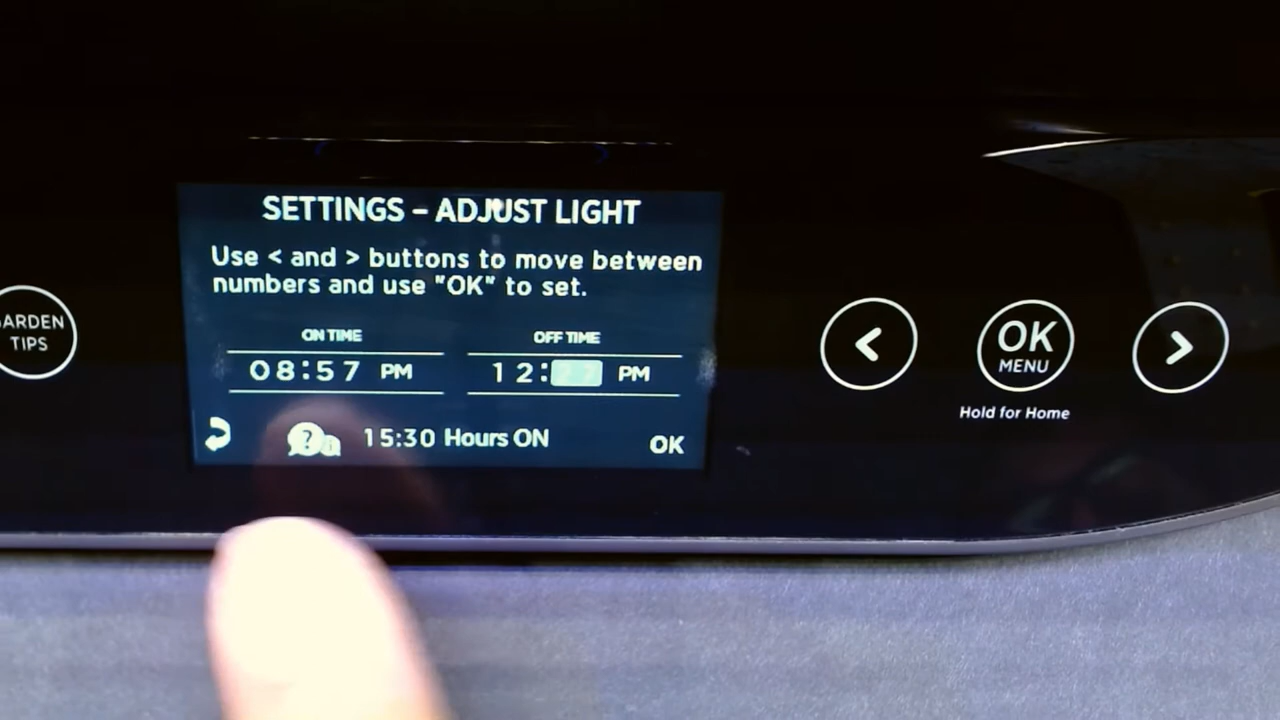 SETTINGS – ADJUST LIGHT
Use < and > buttons to move between
numbers and use "OK" to set.
ON TIME
OFF TIME
08:57 PM
12: PM
15:30 Hours ON
OK
TIPS
<
OK
MENU
>
Hold for Home